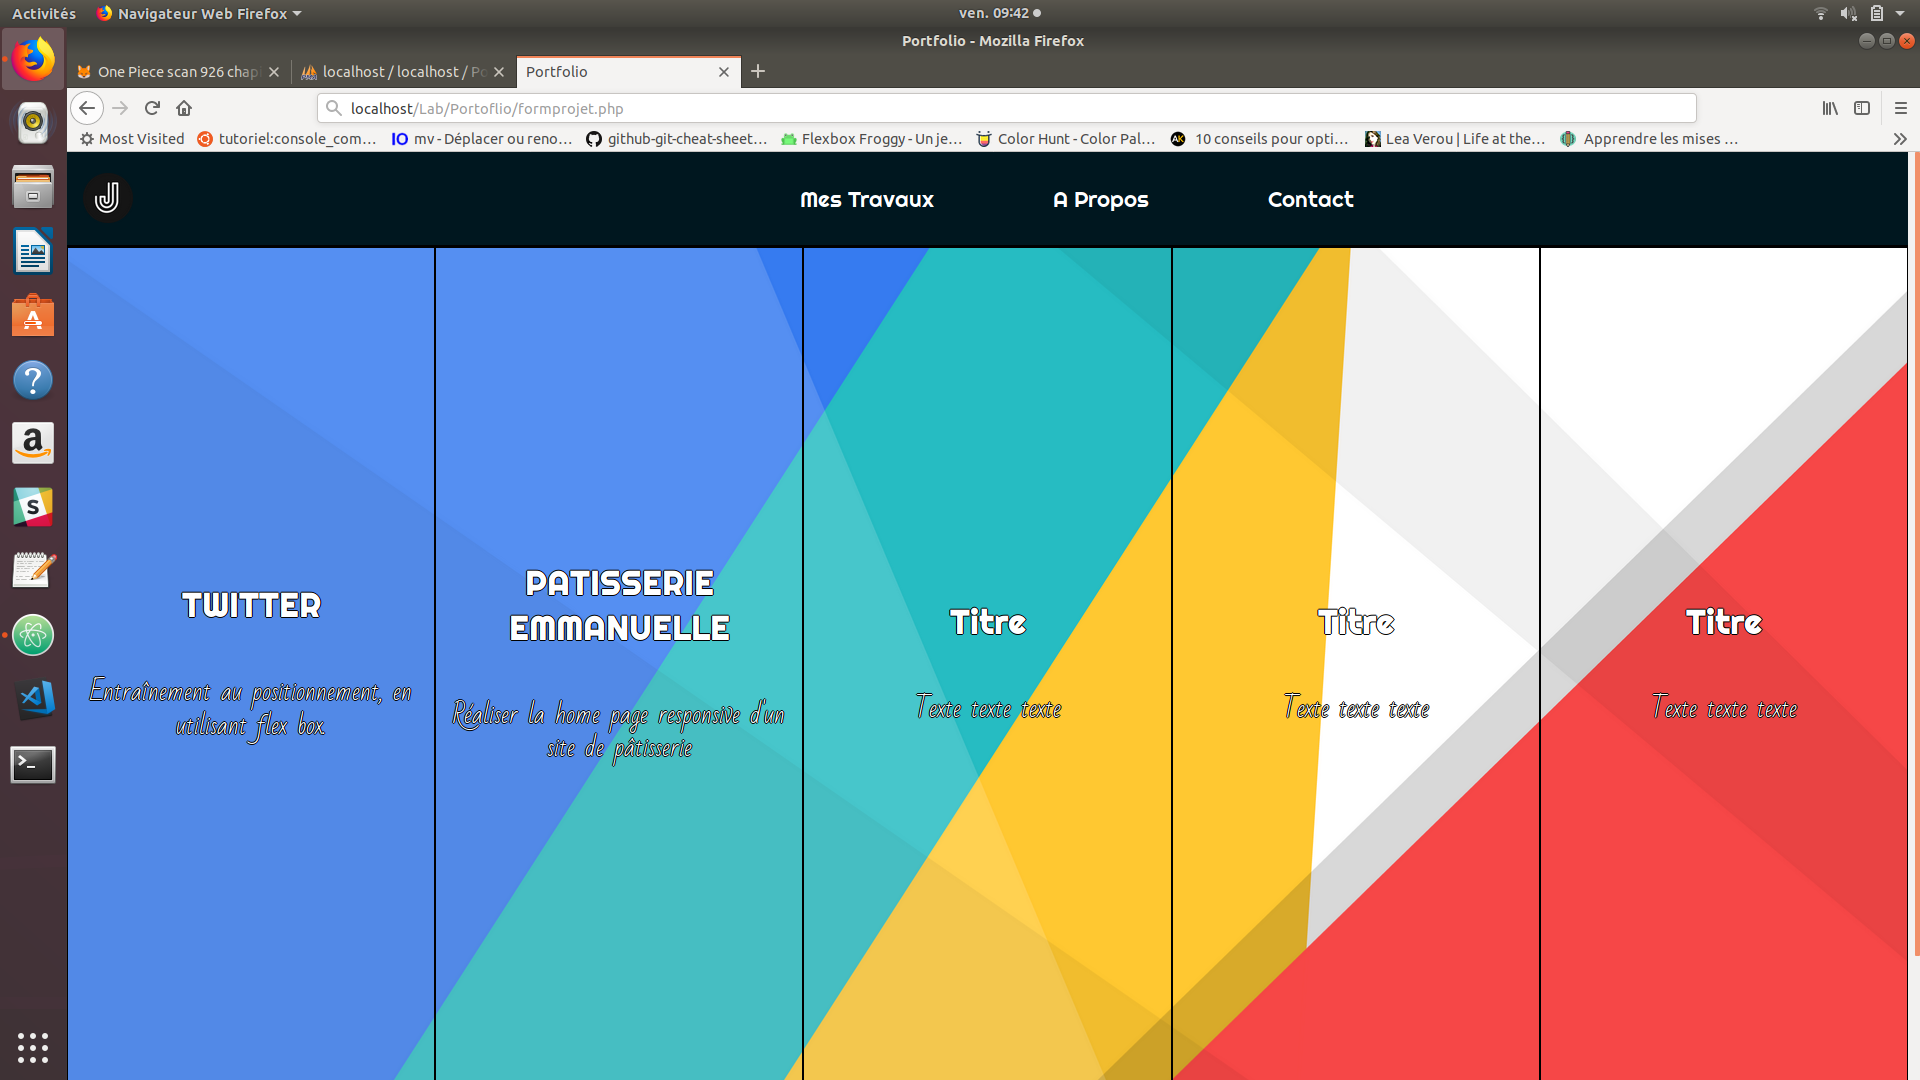 Activités
Navigateur Web Firefox
ven. 09:42
Portfolio - Mozilla Firefox
One Piece scan 926 chapi
localhost / localhost / Po
Portfolio
localhost/Lab/Portoflio/formprojet.php
Most Visited
tutoriel:console_com…
mv - Déplacer ou reno…
github-git-cheat-sheet…
Flexbox Froggy - Un je…
Color Hunt - Color Pal…
10 conseils pour opti…
Lea Verou | Life at the…
Apprendre les mises …
J
Mes Travaux
A Propos
Contact
TWITTER
Entraînement au positionnement, en
utilisant flex box
PATISSERIE
EMMANUELLE
Réaliser la home page responsive d'un
site de pâtisserie
Titre
Texte texte texte
Titre
Texte texte texte
Titre
Texte texte texte